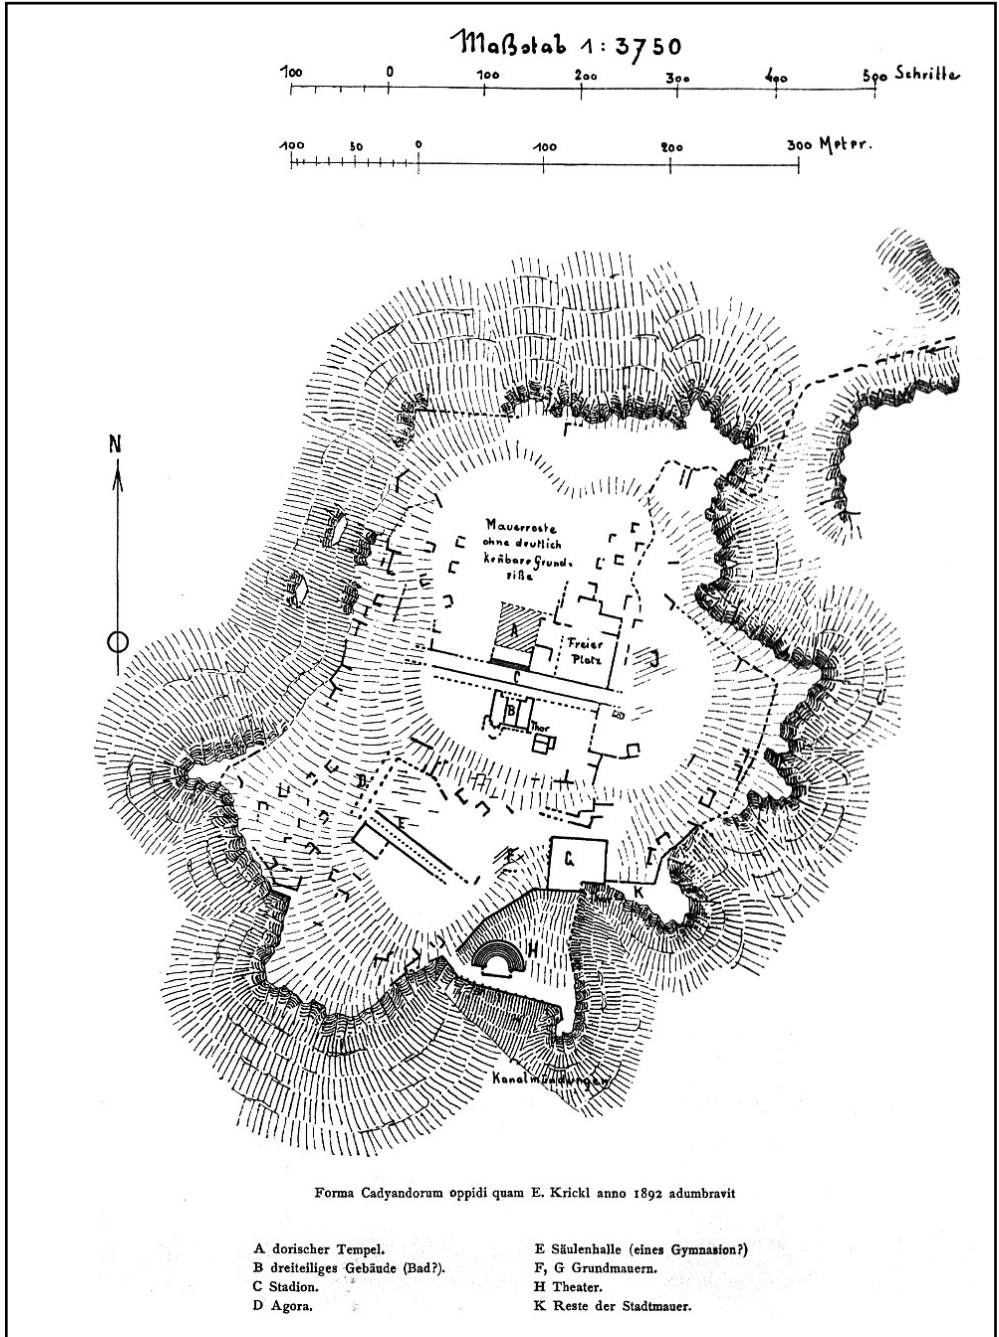 Maßstab 1:3750
100 0 100 200 300 400 500 Schritte
100 50 0 100 200 300 Meter.
N
Mauerreste
ohne deutlich
keñbare Grund-
riße
A
Freier
Platz
C
B
Thor
D
E
F
G
K
Thor
H
Kanalmündungen
Forma Cadyandorum oppidi quam E. Krickl anno 1892 adumbravit
A dorischer Tempel.
B dreiteiliges Gebäude (Bad?).
C Stadion.
D Agora.
E Säulenhalle (eines Gymnasion?)
F, G Grundmauern.
H Theater.
K Reste der Stadtmauer.